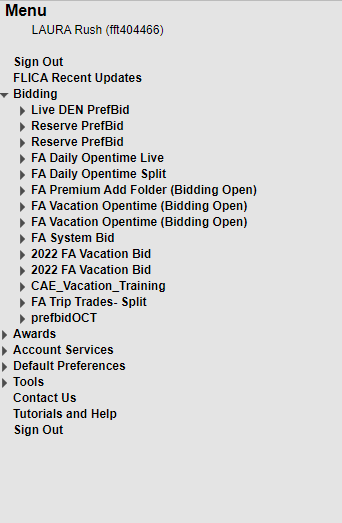 Menu
LAURA Rush (fft404466)
Sign Out
FLICA Recent Updates
Bidding
Live DEN PrefBid
Reserve PrefBid
Reserve PrefBid
FA Daily Opentime Live
FA Daily Opentime Split
FA Premium Add Folder (Bidding Open)
FA Vacation Opentime (Bidding Open)
FA Vacation Opentime (Bidding Open)
FA System Bid
2022 FA Vacation Bid
2022 FA Vacation Bid
CAE_Vacation_Training
FA Trip Trades- Split
prefbidOCT
Awards
Account Services
Default Preferences
Tools
Contact Us
Tutorials and Help
Sign Out